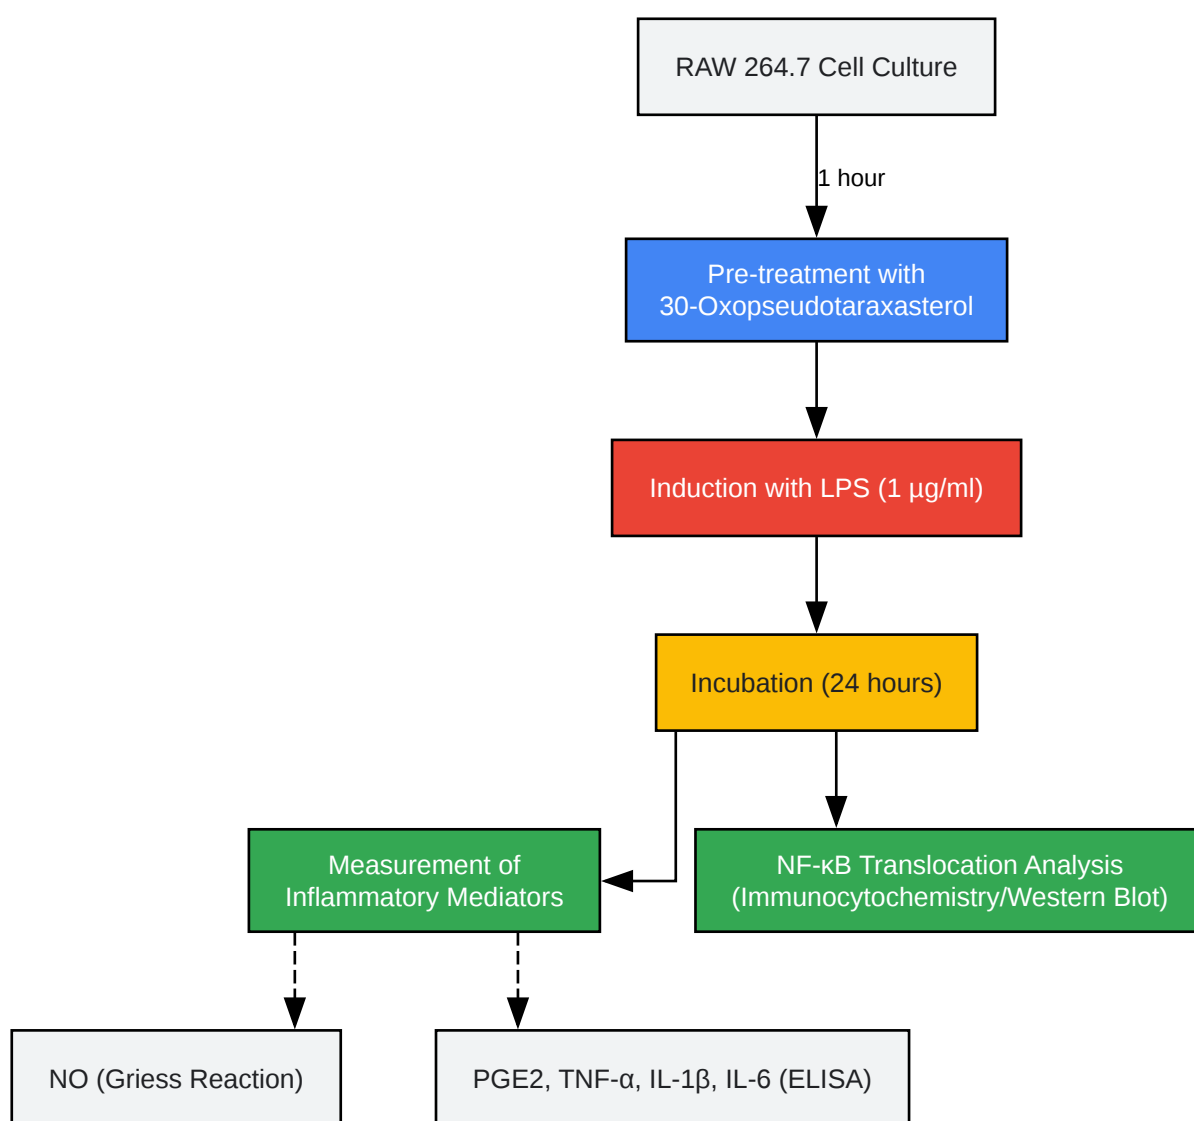 RAW 264.7 Cell Culture
1 hour
Pre-treatment with
30-Oxopseudotaraxasterol
Induction with LPS (1 µg/ml)
Incubation (24 hours)
Measurement of
Inflammatory Mediators
NF-κB Translocation Analysis
(Immunocytochemistry/Western Blot)
NO (Griess Reaction)
PGE2, TNF-α, IL-1β, IL-6 (ELISA)